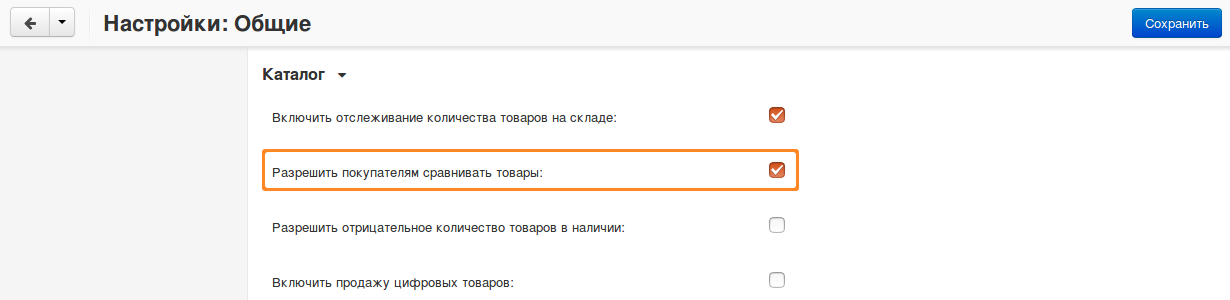 Настройки: Общие
Сохранить
Каталог
Включить отслеживание количества товаров на складе:
Разрешить покупателям сравнивать товары:
Разрешить отрицательное количество товаров в наличии:
Включить продажу цифровых товаров: